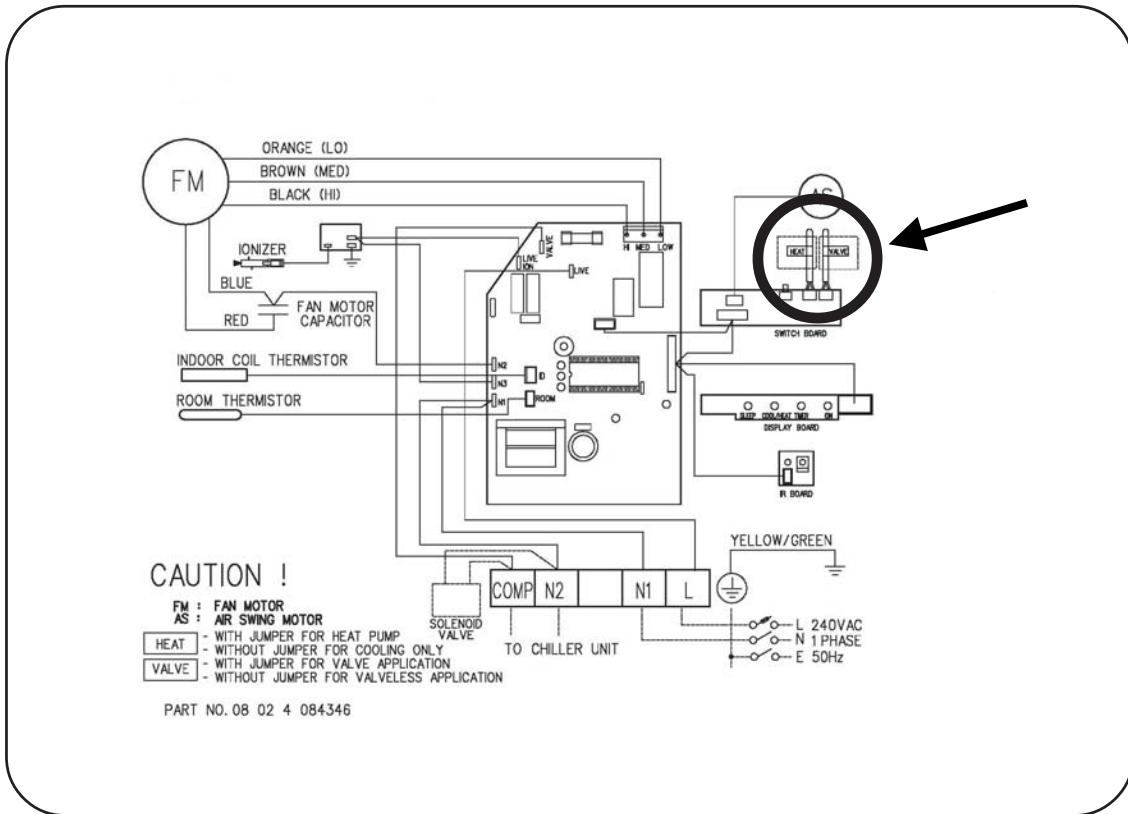 ORANGE (LO)
BROWN (MED)
BLACK (HI)
FM
IONIZER
BLUE
RED
FAN MOTOR
CAPACITOR
INDOOR COIL THERMISTOR
ROOM THERMISTOR
VALVE
HI MED LOW
LIVE
ION
LIVE
N2
N3
N1
ID
ROOM
AS
HEAT
VALVE
SWITCH BOARD
SLEEP COOL/HEAT TIMER ON
DISPLAY BOARD
IR BOARD
YELLOW/GREEN
COMP N2 N1 L
SOLENOID
VALVE
TO CHILLER UNIT
L 240VAC
N 1 PHASE
E 50Hz
CAUTION !
FM : FAN MOTOR
AS : AIR SWING MOTOR
HEAT - WITH JUMPER FOR HEAT PUMP
- WITHOUT JUMPER FOR COOLING ONLY
VALVE - WITH JUMPER FOR VALVE APPLICATION
- WITHOUT JUMPER FOR VALVELESS APPLICATION
PART NO. 08 02 4 084346